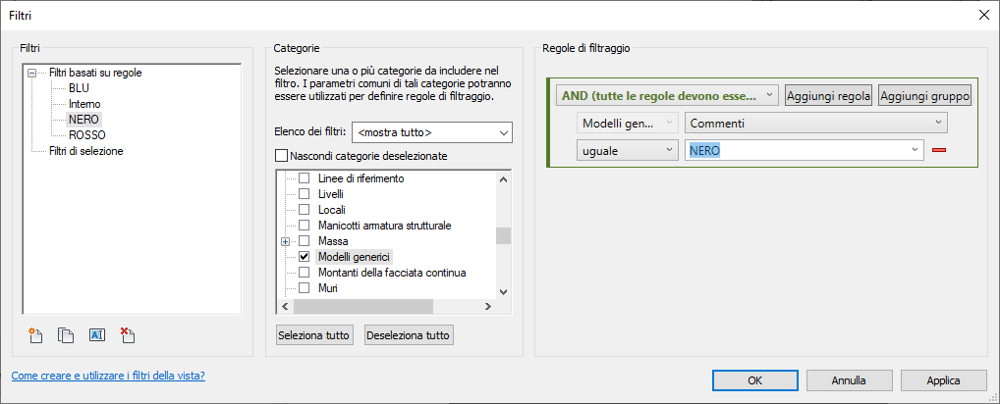 Filtri
Filtri
Filtri basati su regole
BLU
Interno
NERO
ROSSO
Filtri di selezione
Come creare e utilizzare i filtri della vista?
Categorie
Selezionare una o più categorie da includere nel
filtro. I parametri comuni di tali categorie potranno
essere utilizzati per definire regole di filtraggio.
Elenco dei filtri: <mostra tutto>
Nascondi categorie deselezionate
Linee di riferimento
Livelli
Locali
Manicotti armatura strutturale
Massa
Modelli generici
Montanti della facciata continua
Muri
Seleziona tutto Deseleziona tutto
Regole di filtraggio
AND (tutte le regole devono esse... Aggiungi regola Aggiungi gruppo
Modelli gen... Commenti
uguale NERO
OK Annulla Applica